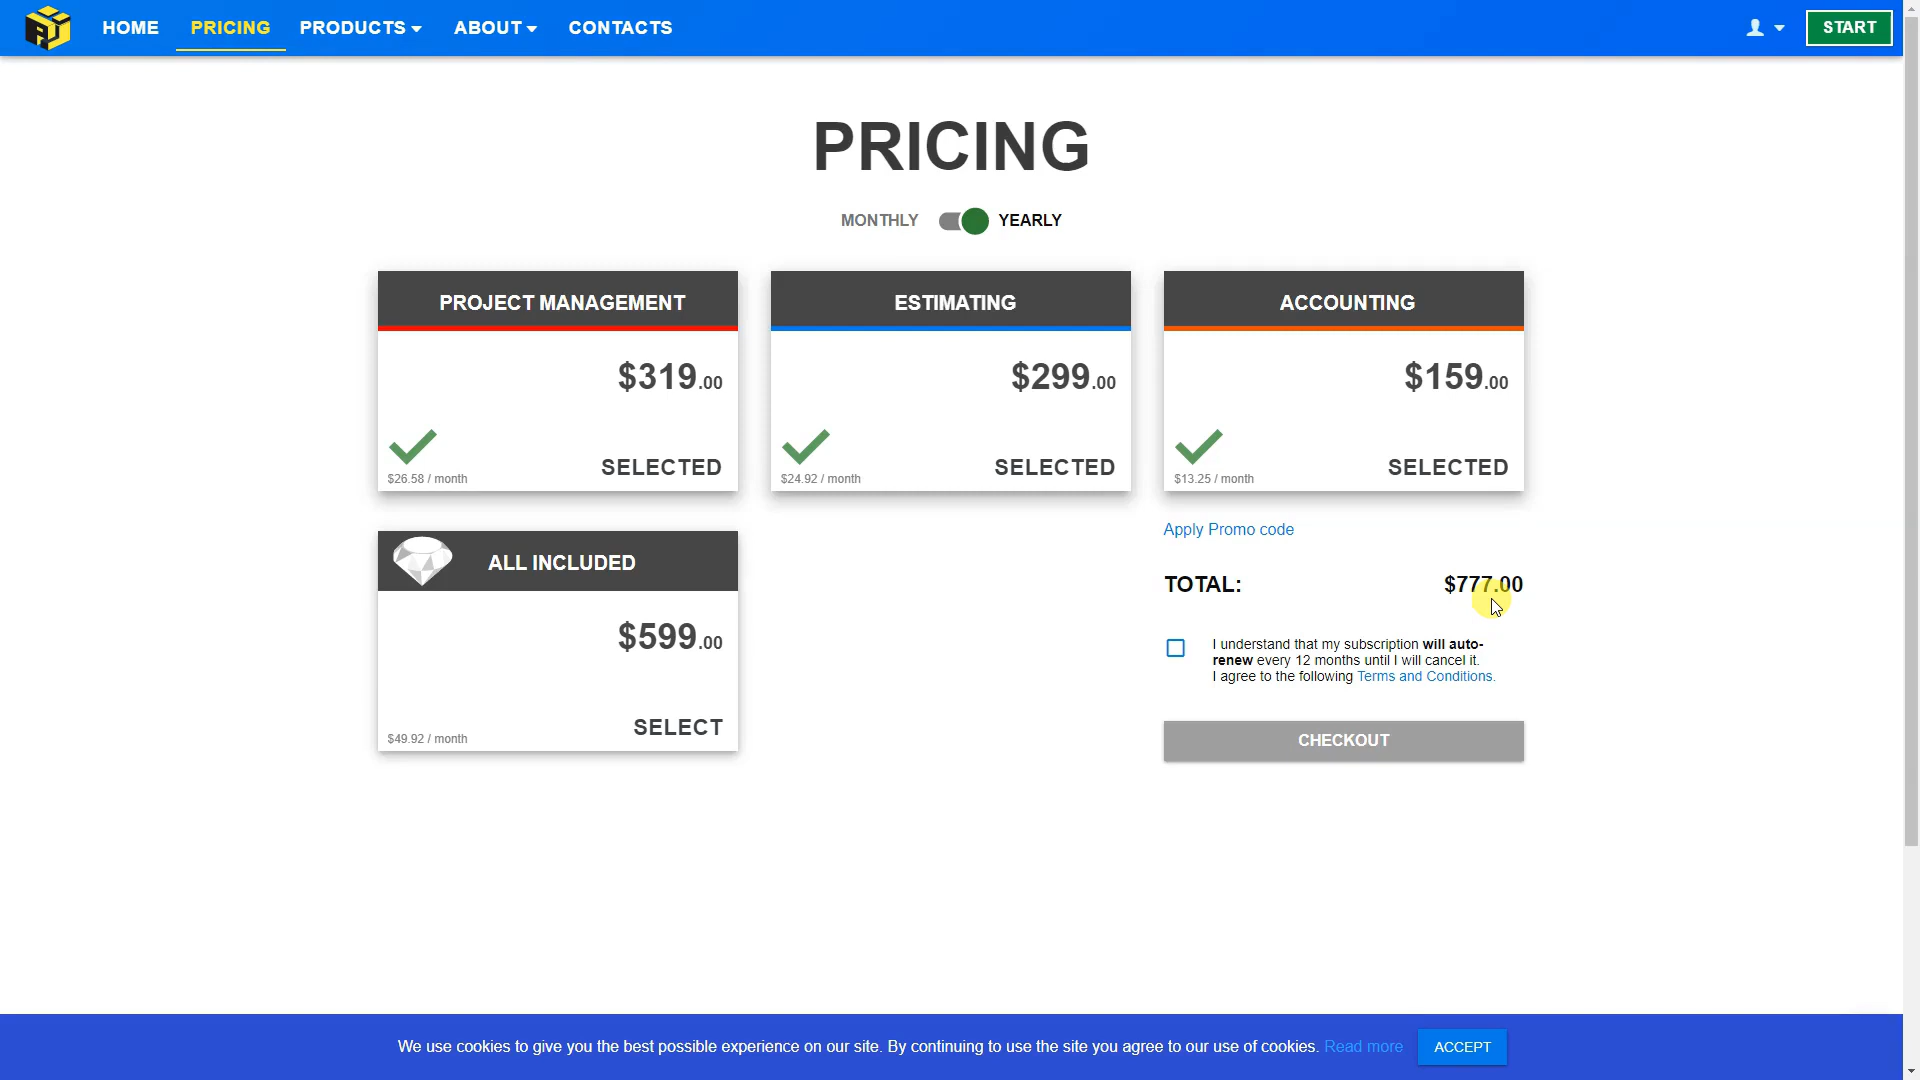 HOME PRICING PRODUCTS ABOUT CONTACTS START
PRICING
MONTHLY YEARLY
PROJECT MANAGEMENT
$319.00
$26.58 / month
SELECTED
ESTIMATING
$299.00
$24.92 / month
SELECTED
ACCOUNTING
$159.00
$13.25 / month
SELECTED
ALL INCLUDED
$599.00
$49.92 / month
SELECT
Apply Promo code
TOTAL: $777.00
I understand that my subscription will auto-
renew every 12 months until I will cancel it.
I agree to the following Terms and Conditions.
CHECKOUT
We use cookies to give you the best possible experience on our site. By continuing to use the site you agree to our use of cookies. Read more ACCEPT